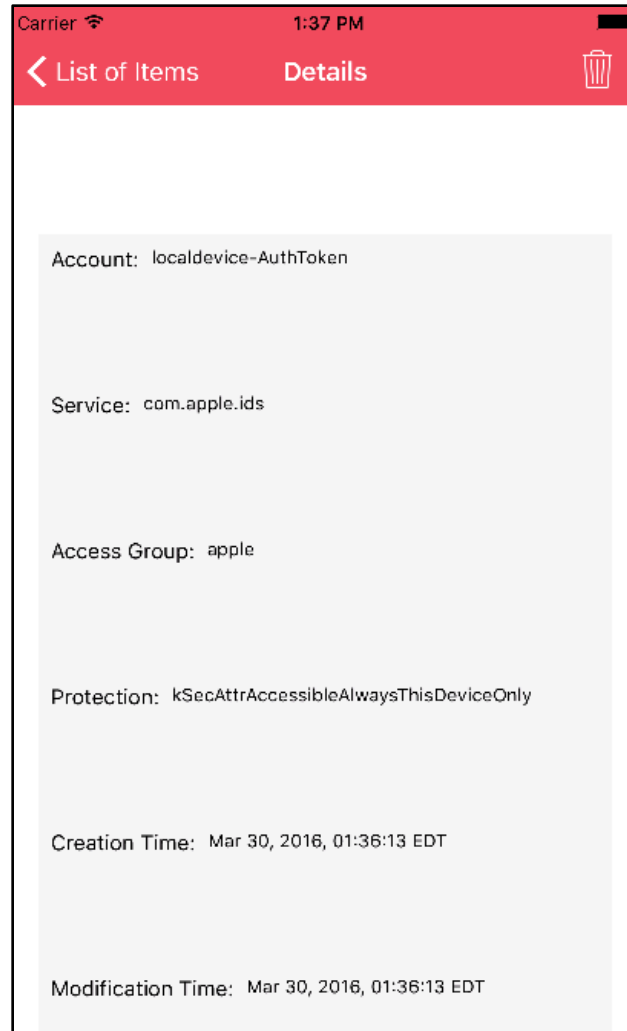 Carrier 1:37 PM
List of Items Details
Account: localdevice-AuthToken
Service: com.apple.ids
Access Group: apple
Protection: kSecAttrAccessibleAlwaysThisDeviceOnly
Creation Time: Mar 30, 2016, 01:36:13 EDT
Modification Time: Mar 30, 2016, 01:36:13 EDT